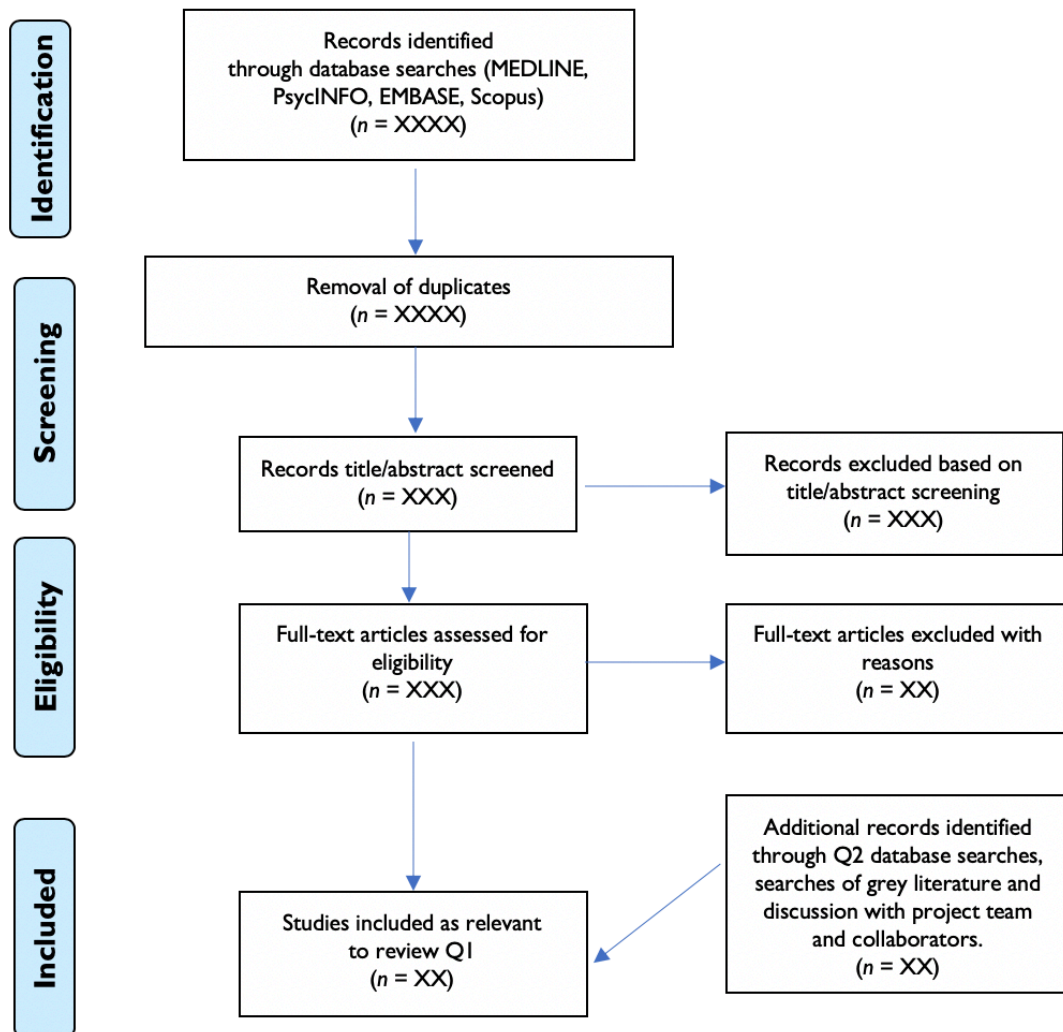 Identification
Records identified
through database searches (MEDLINE,
PsycINFO, EMBASE, Scopus)
(n = XXXX)
Screening
Removal of duplicates
(n = XXXX)
Records title/abstract screened
(n = XXX)
Records excluded based on
title/abstract screening
(n = XXX)
Eligibility
Full-text articles assessed for
eligibility
(n = XXX)
Full-text articles excluded with
reasons
(n = XX)
Included
Additional records identified
through Q2 database searches,
searches of grey literature and
discussion with project team
and collaborators.
(n = XX)
Studies included as relevant
to review Q1
(n = XX)